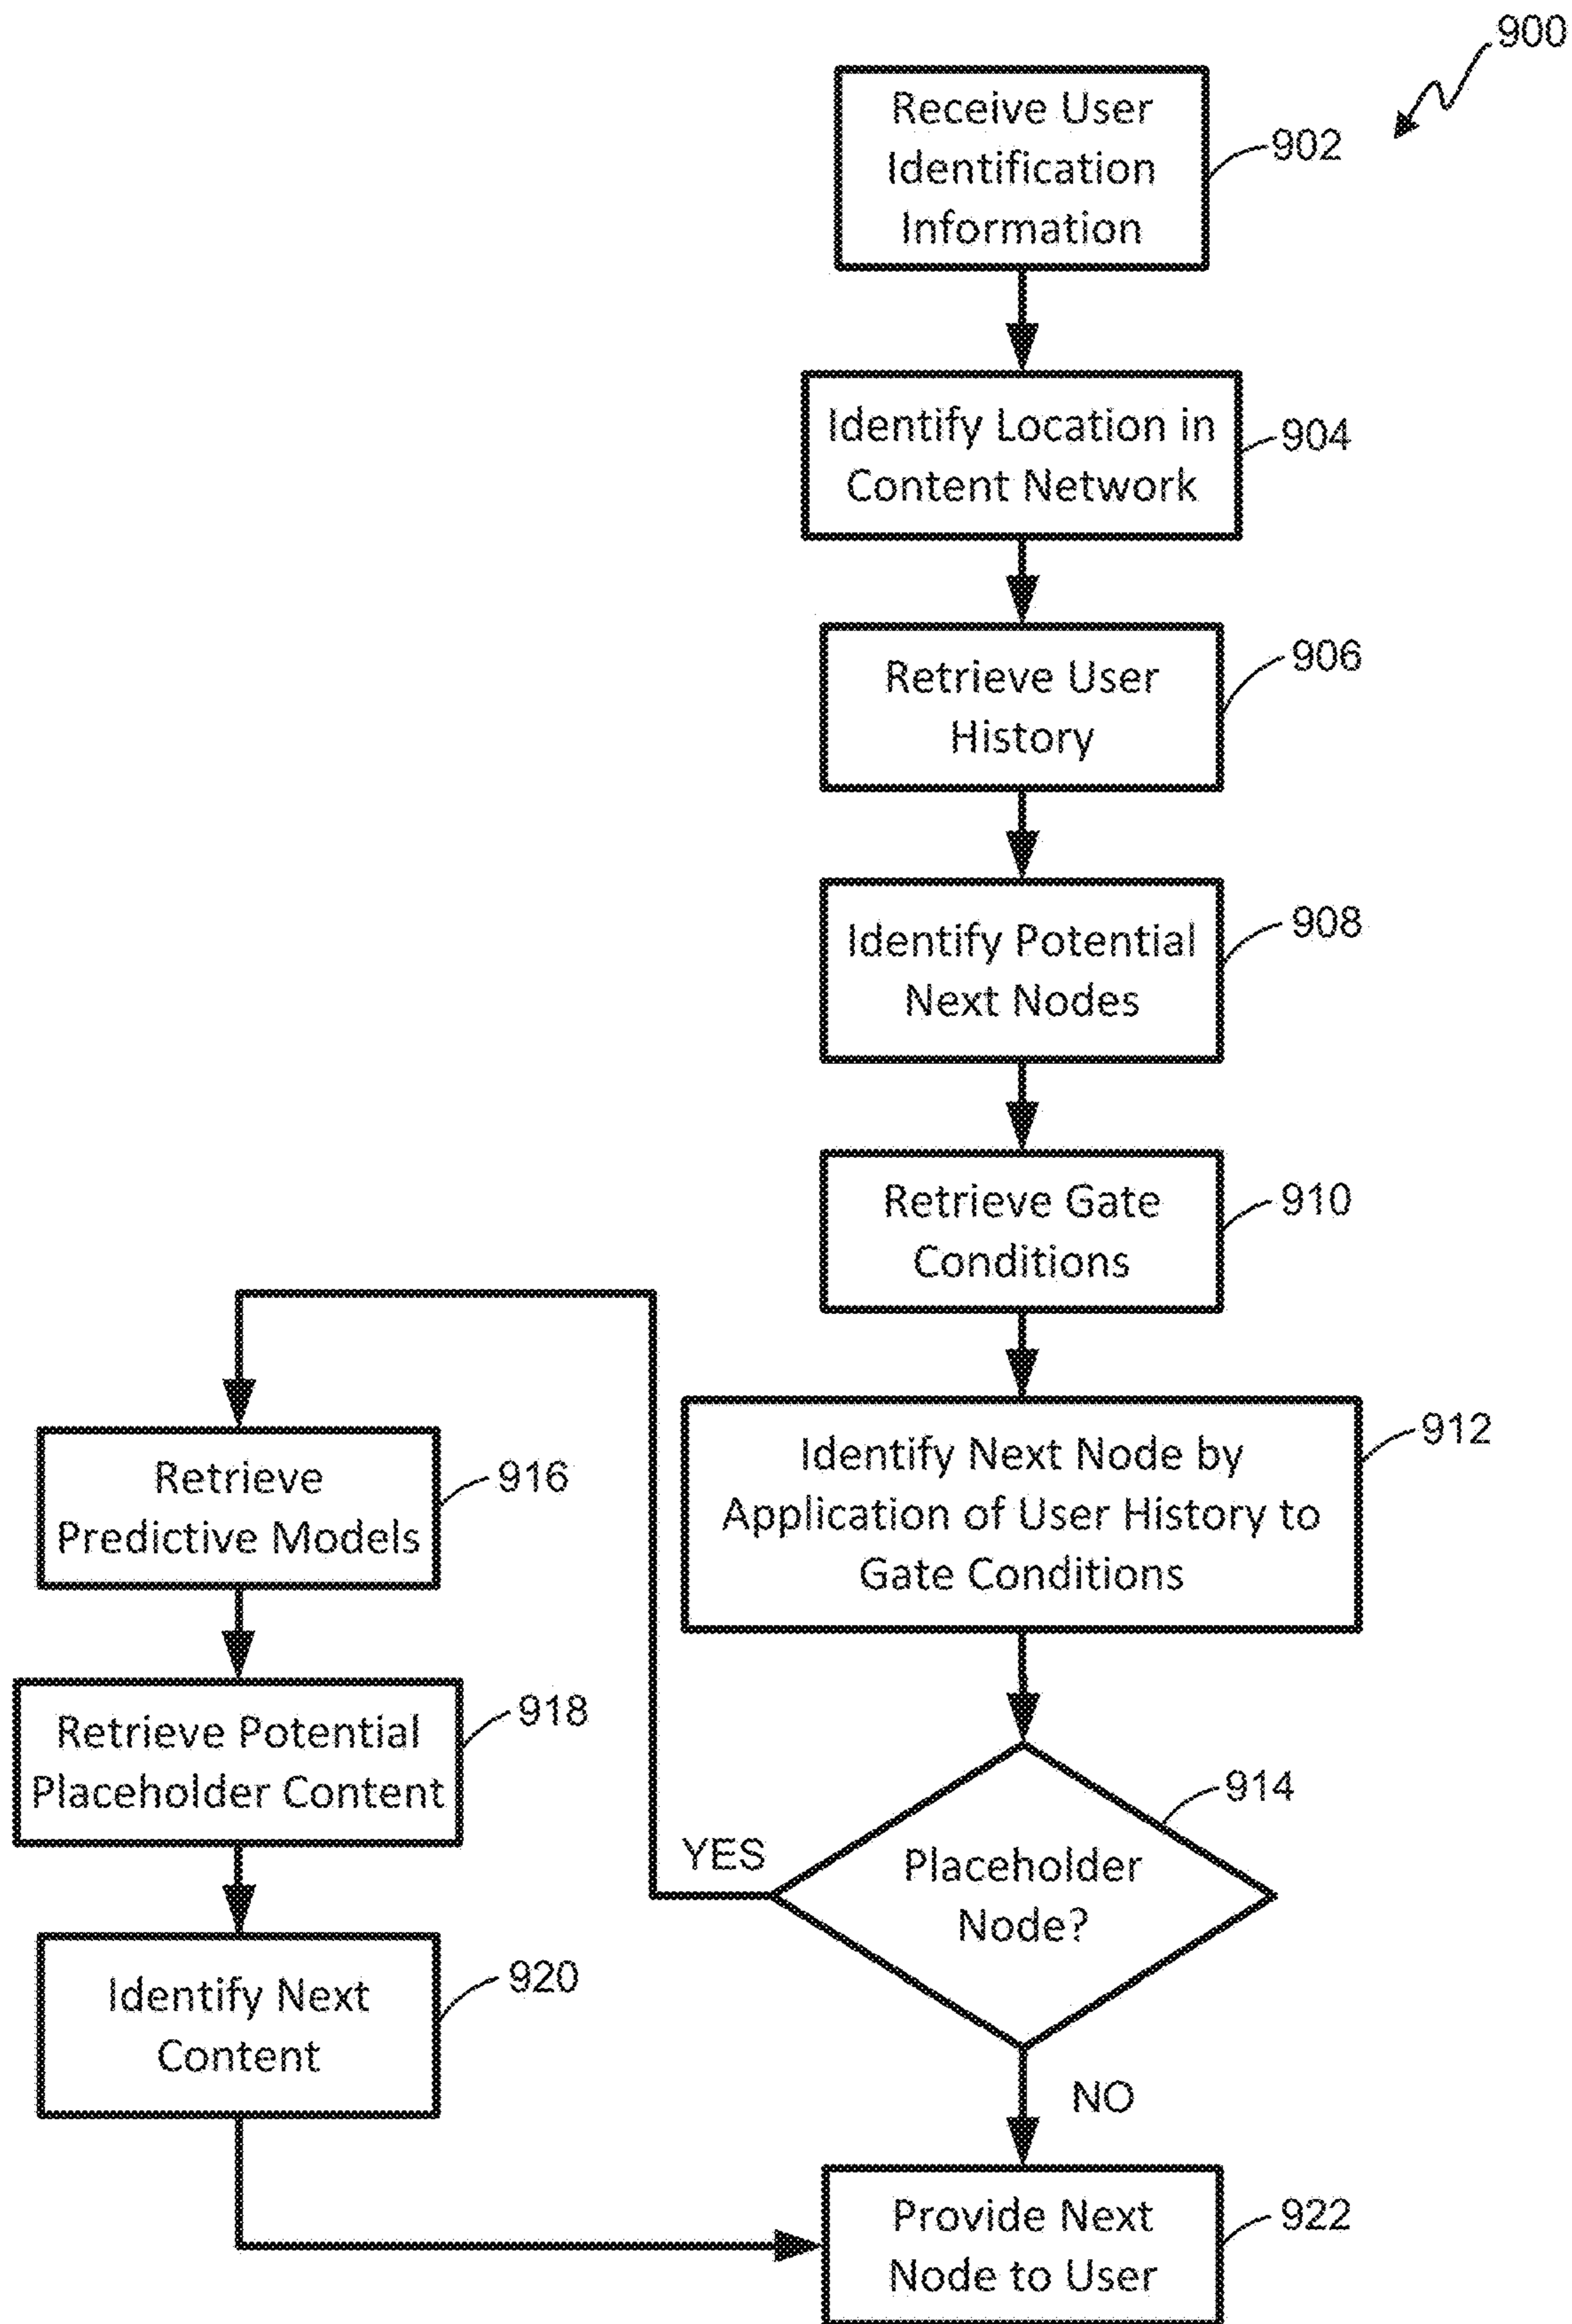 900
Receive User
Identification
Information
902
Identify Location in
Content Network
904
Retrieve User
History
906
Identify Potential
Next Nodes
908
Retrieve Gate
Conditions
910
Identify Next Node by
Application of User History to
Gate Conditions
912
Placeholder
Node?
914
YES
NO
Retrieve
Predictive Models
916
Retrieve Potential
Placeholder Content
918
Identify Next
Content
920
Provide Next
Node to User
922